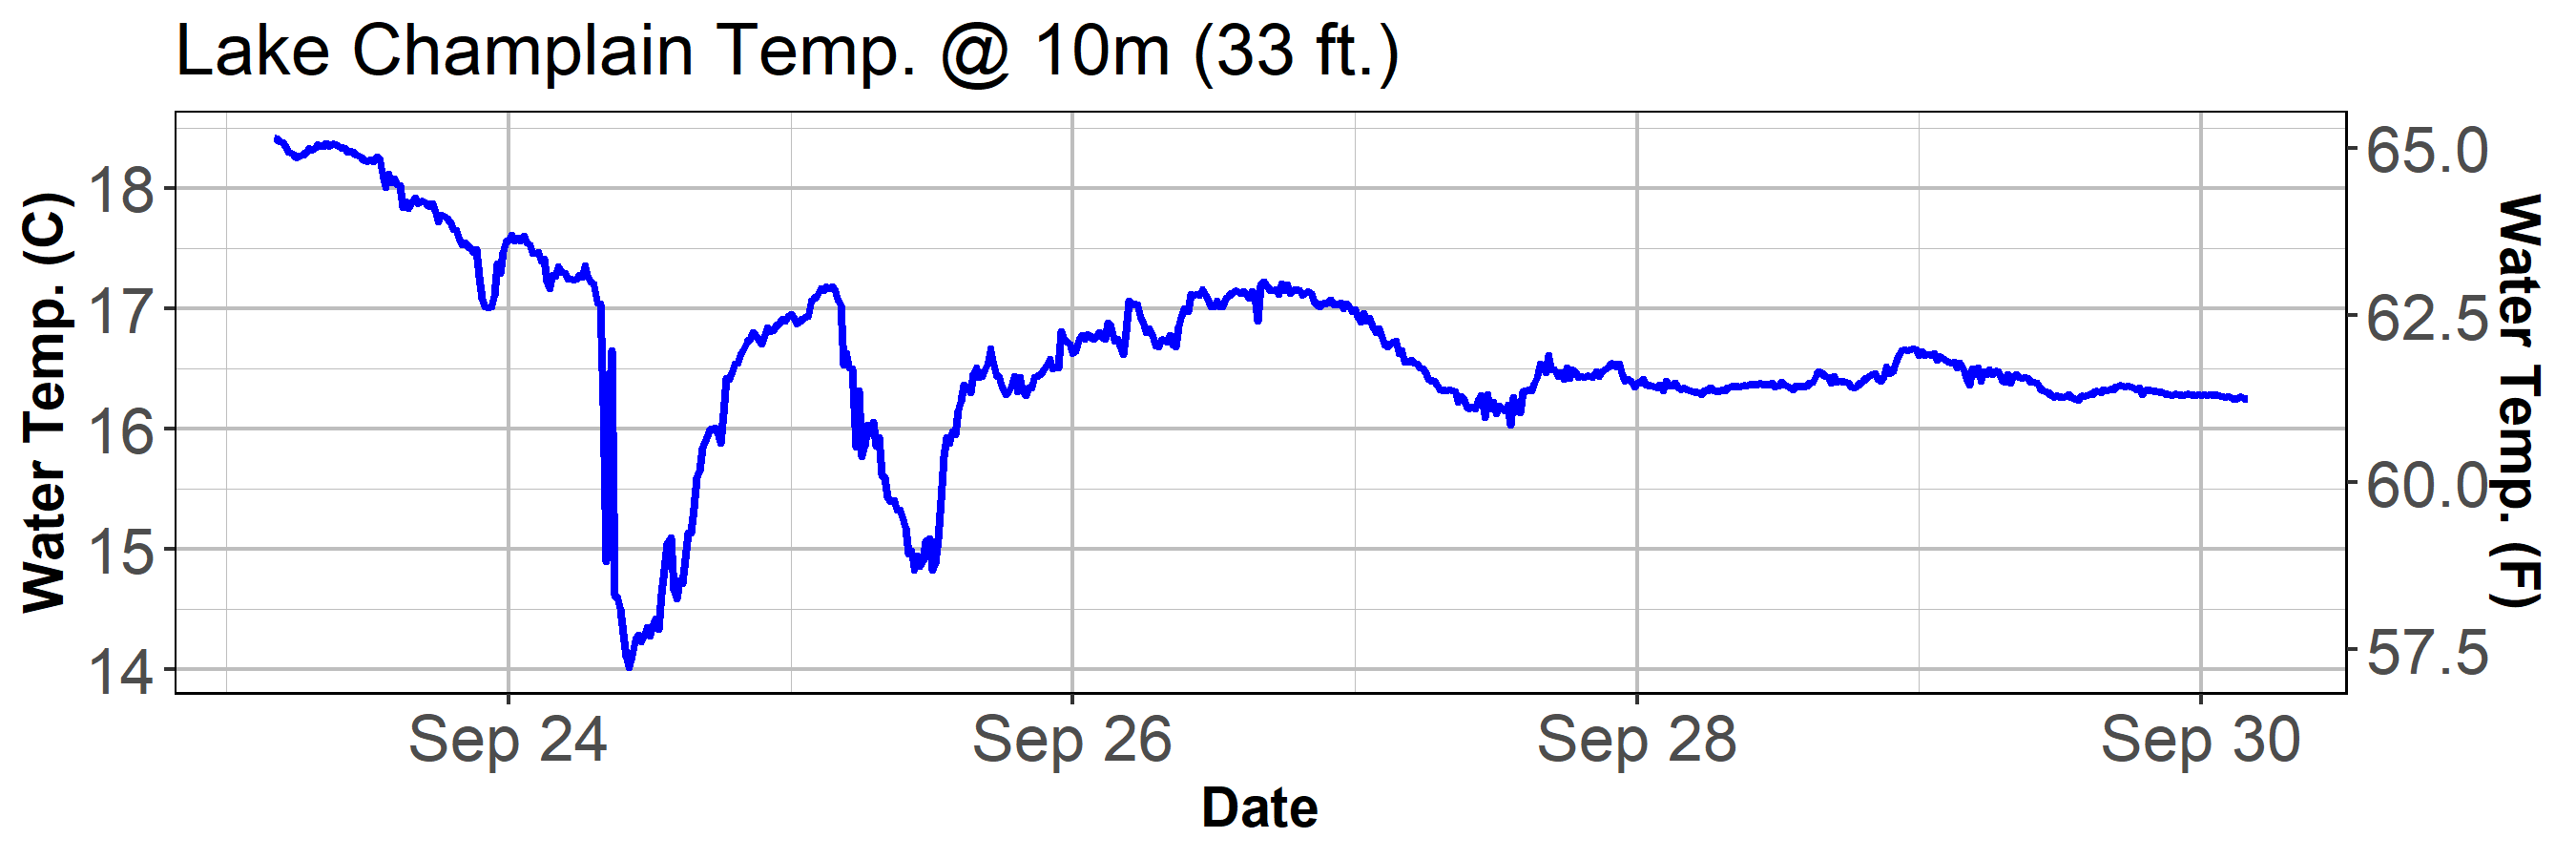 Lake Champlain Temp. @ 10m (33 ft.)
Water Temp. (C)
18
17
16
15
14
65.0
62.5
60.0
57.5
Water Temp. (F)
Sep 24 Sep 26 Sep 28 Sep 30
Date